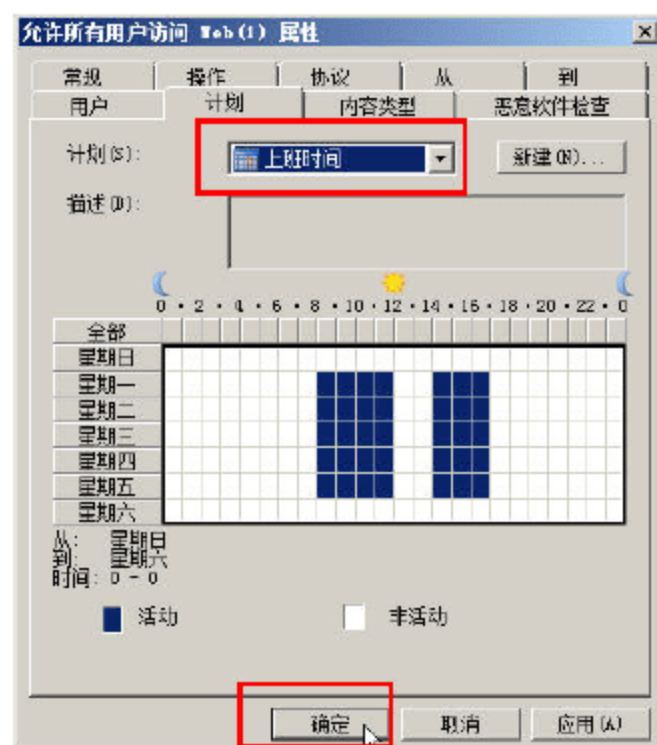 允许所有用户访问 Web(1) 属性
常规 操作 协议 从 到
用户 计划 内容类型 恶意软件检查
计划(S): 上班时间 新建(N)...
描述(D):
0 · 2 · 4 · 6 · 8 · 10 · 12 · 14 · 16 · 18 · 20 · 22 · 0
全部
星期日
星期一
星期二
星期三
星期四
星期五
星期六
从: 星期日
到: 星期六
时间: 0 - 0
活动 非活动
确定 取消 应用(A)